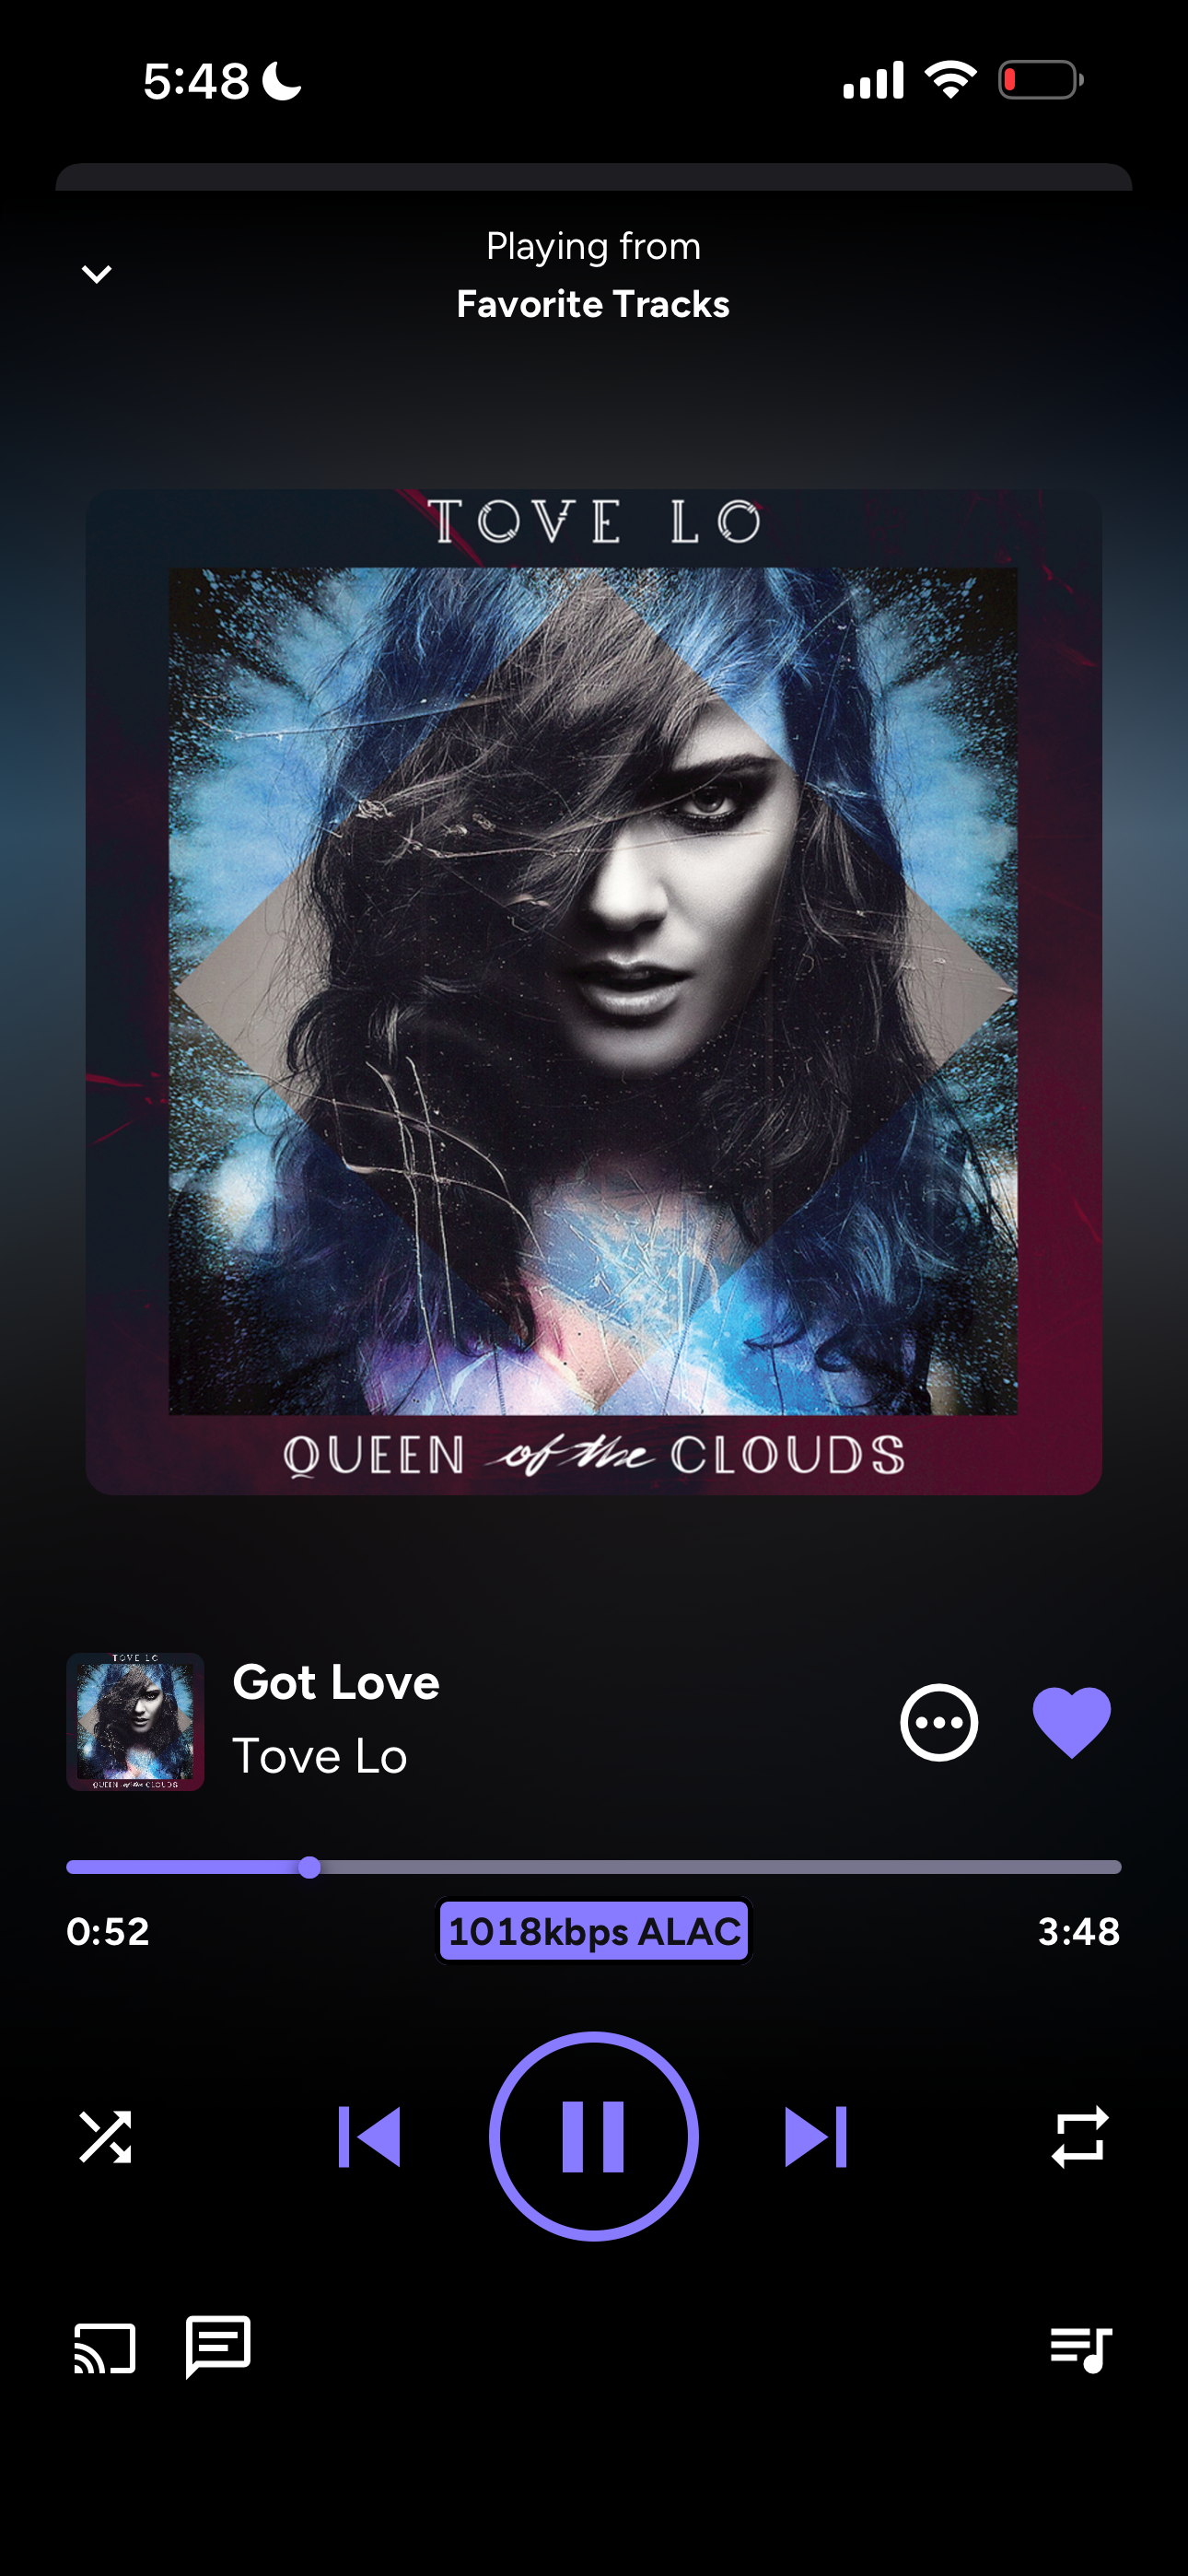 5:48
Playing from
Favorite Tracks
TOVE LO
QUEEN of the CLOUDS
TOVE LO
QUEEN of the CLOUDS
Got Love
Tove Lo
0:52
1018kbps ALAC
3:48